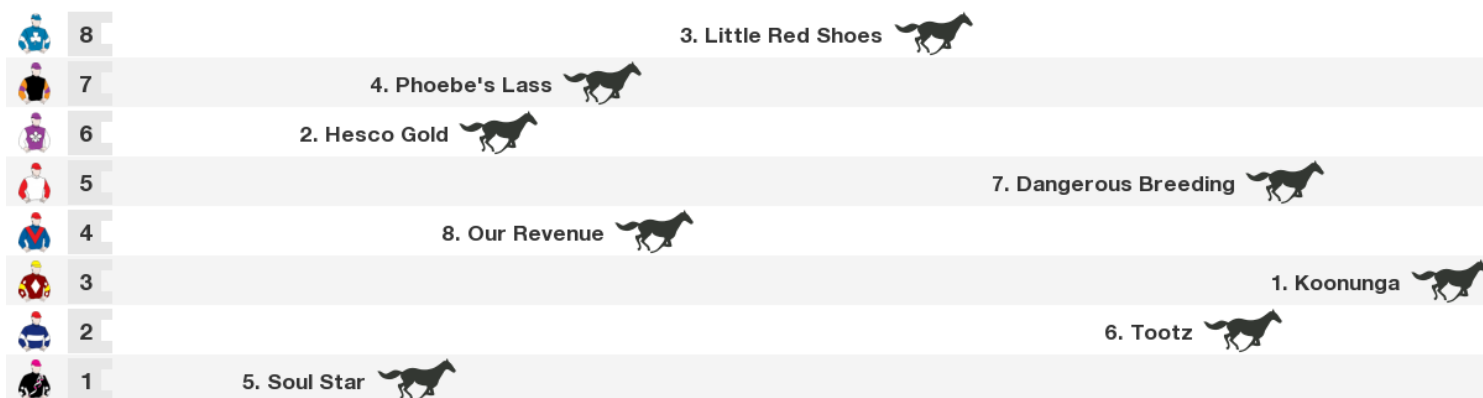 8 3. Little Red Shoes
7 4. Phoebe's Lass
6 2. Hesco Gold
5 7. Dangerous Breeding
4 8. Our Revenue
3 1. Koonunga
2 6. Tootz
1 5. Soul Star